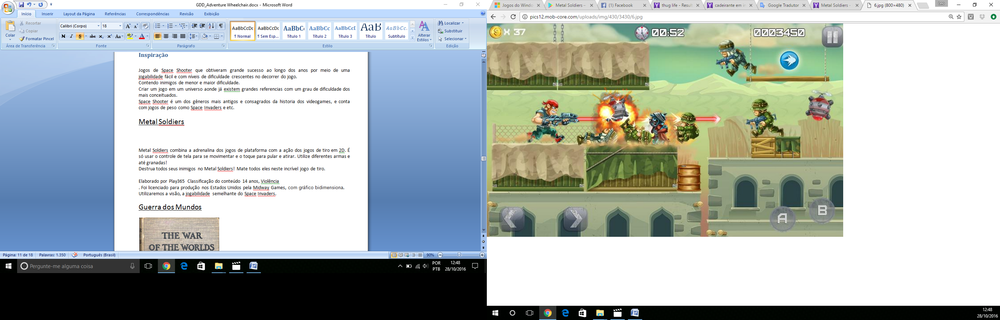 GDD_Adventure Wheelchair.docx - Microsoft Word
Início Inserir Layout da Página Referências Correspondências Revisão Exibição
Colar
Recortar
Copiar
Formatar Pincel
Área de Transferência
Calibri (Corpo) 18
Fonte
Parágrafo
AaBbCcDc AaBbCcDc AaBbC AaBbCc AaBbCcI AaB AaBbCc.
¶ Normal ¶ Sem Esp... Título 1 Título 2 Título 3 Título Subtítulo
Alterar Estilos
Estilo
Localizar
Substituir
Selecionar
Edição
Inspiração
Jogos de Space Shooter que obtiveram grande sucesso ao longo dos anos por meio de uma
jogabilidade fácil e com níveis de dificuldade crescentes no decorrer do jogo.
Contendo inimigos de menor e maior dificuldade.
Criar um jogo em um universo aonde já existem grandes referencias com um grau de dificuldade dos
mais conceituados.
Space Shooter é um dos gêneros mais antigos e consagrados da historia dos videogames, e conta
com jogos de peso como Space Invaders e etc.
Metal Soldiers
Metal Soldiers combina a adrenalina dos jogos de plataforma com a ação dos jogos de tiro em 2D. É
só usar o controle de tela para se movimentar e o toque para pular e atirar. Utilize diferentes armas e
até granadas!
Destrua todos seus inimigos no Metal Soldiers! Mate todos eles neste incrível jogo de tiro.
Elaborado por Play365 Classificação do conteúdo 14 anos, Violência
. Foi licenciado para produção nos Estados Unidos pela Midway Games, com gráfico bidimensiona.
Utilizaremos a visão, a jogabilidade semelhante do Space Invaders.
Guerra dos Mundos
THE WAR
OF THE WORLDS
Página: 11 de 18 Palavras: 1.350 Português (Brasil) 90%
Pergunte-me alguma coisa
POR
PTB
12:48
28/10/2016
Jogos do Windo Metal Soldiers – (1) Facebook thug life - Result cadeirante em in Google Tradutor Metal Soldiers - 6.jpg (800×480) Leo
pics12.mob-core.com/uploads/img/430/3430/6.jpg
X 37 00:52 0003450
A B
12:48
28/10/2016